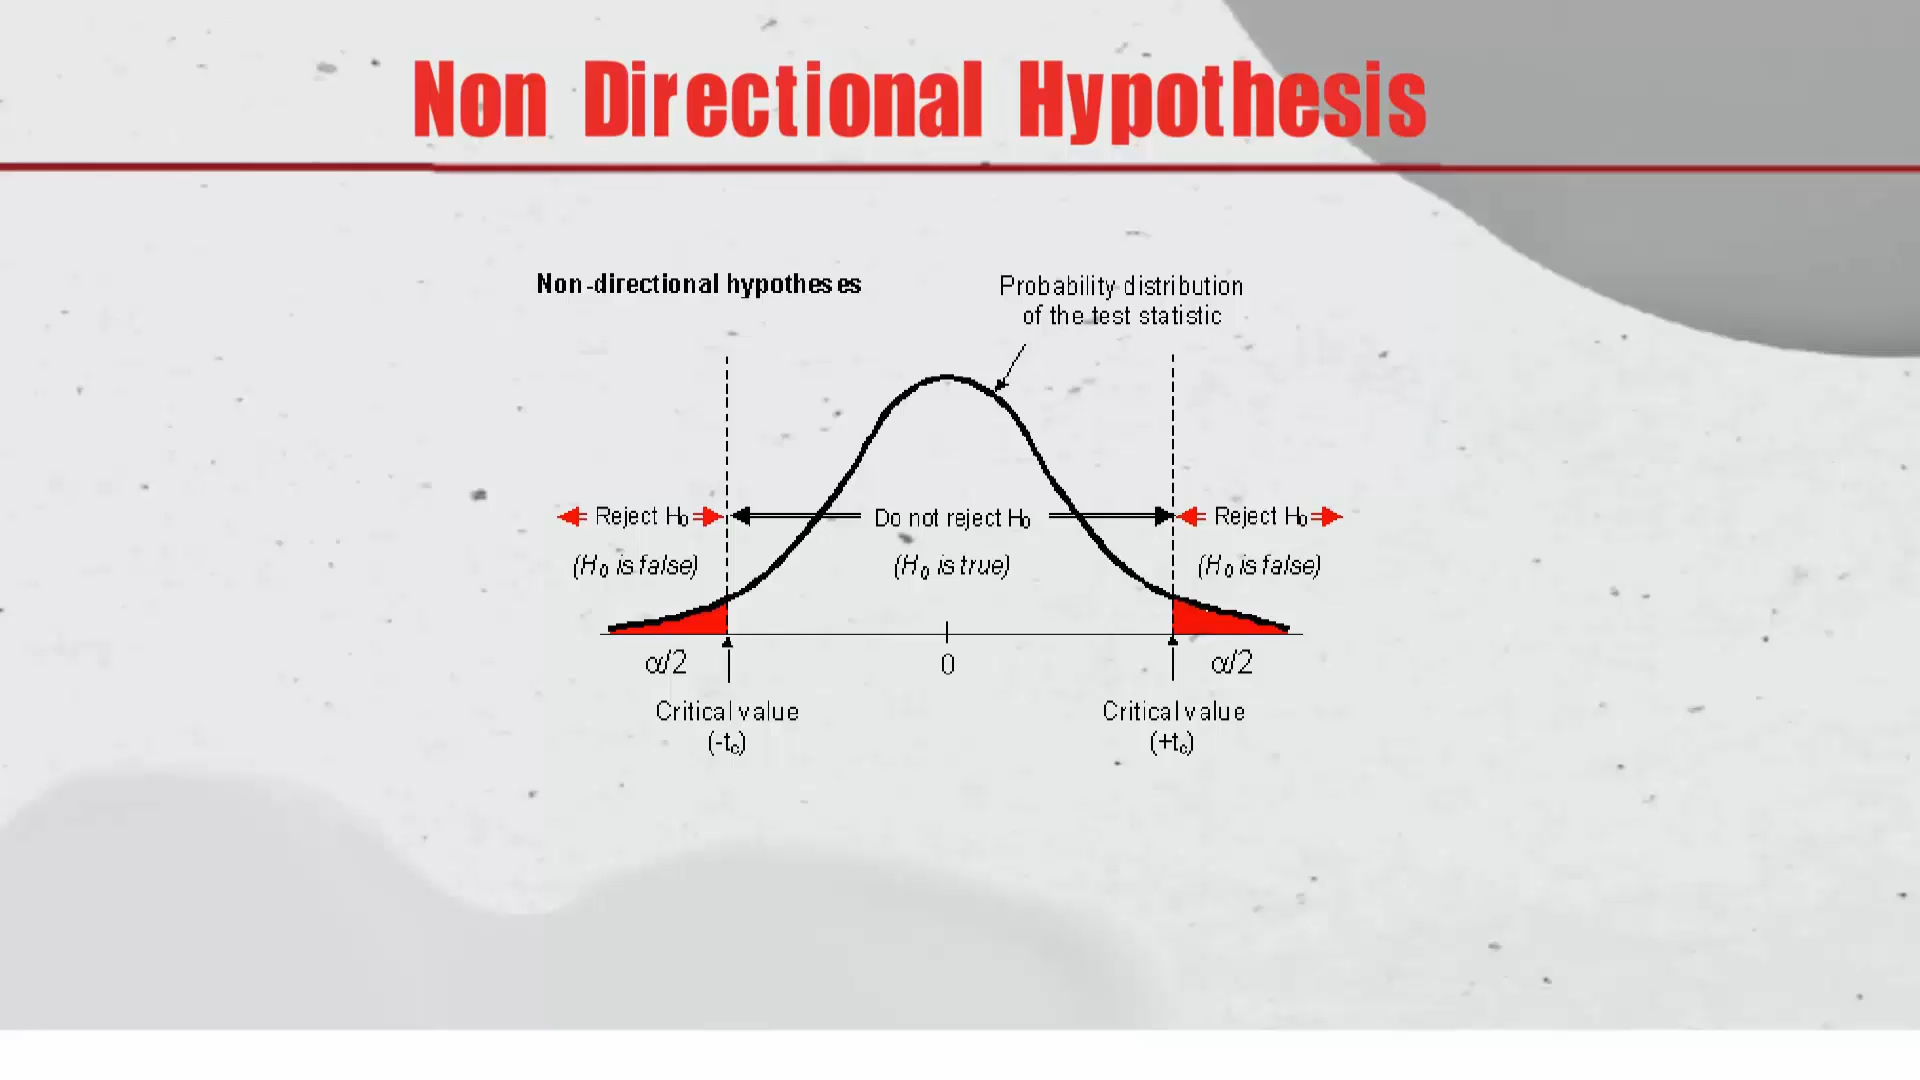 Non Directional Hypothesis
Non-directional hypotheses
Probability distribution
of the test statistic
Reject H₀
Do not reject H₀
Reject H₀
(H₀ is false)
(H₀ is true)
(H₀ is false)
α/2
0
α/2
Critical value
(-tc)
Critical value
(+tc)